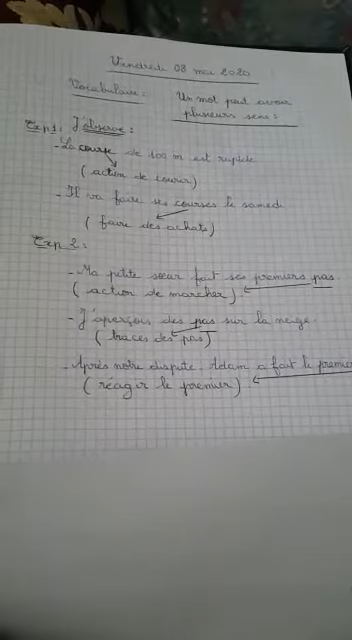 Vendredi 08 mai 2020
Vocabulaire : Un mot peut avoir
plusieurs sens :
Exp 1 : J'observe :
- La course de 100 m est rapide
( action de courir )
- Il va faire ses courses le samedi
( faire des achats )
Exp 2 :
- Ma petite sœur fait ses premiers pas.
( action de marcher ).
- J'aperçois des pas sur la neige.
( traces des pas )
- Après notre dispute, Adam a fait le premier
( réagir le premier )